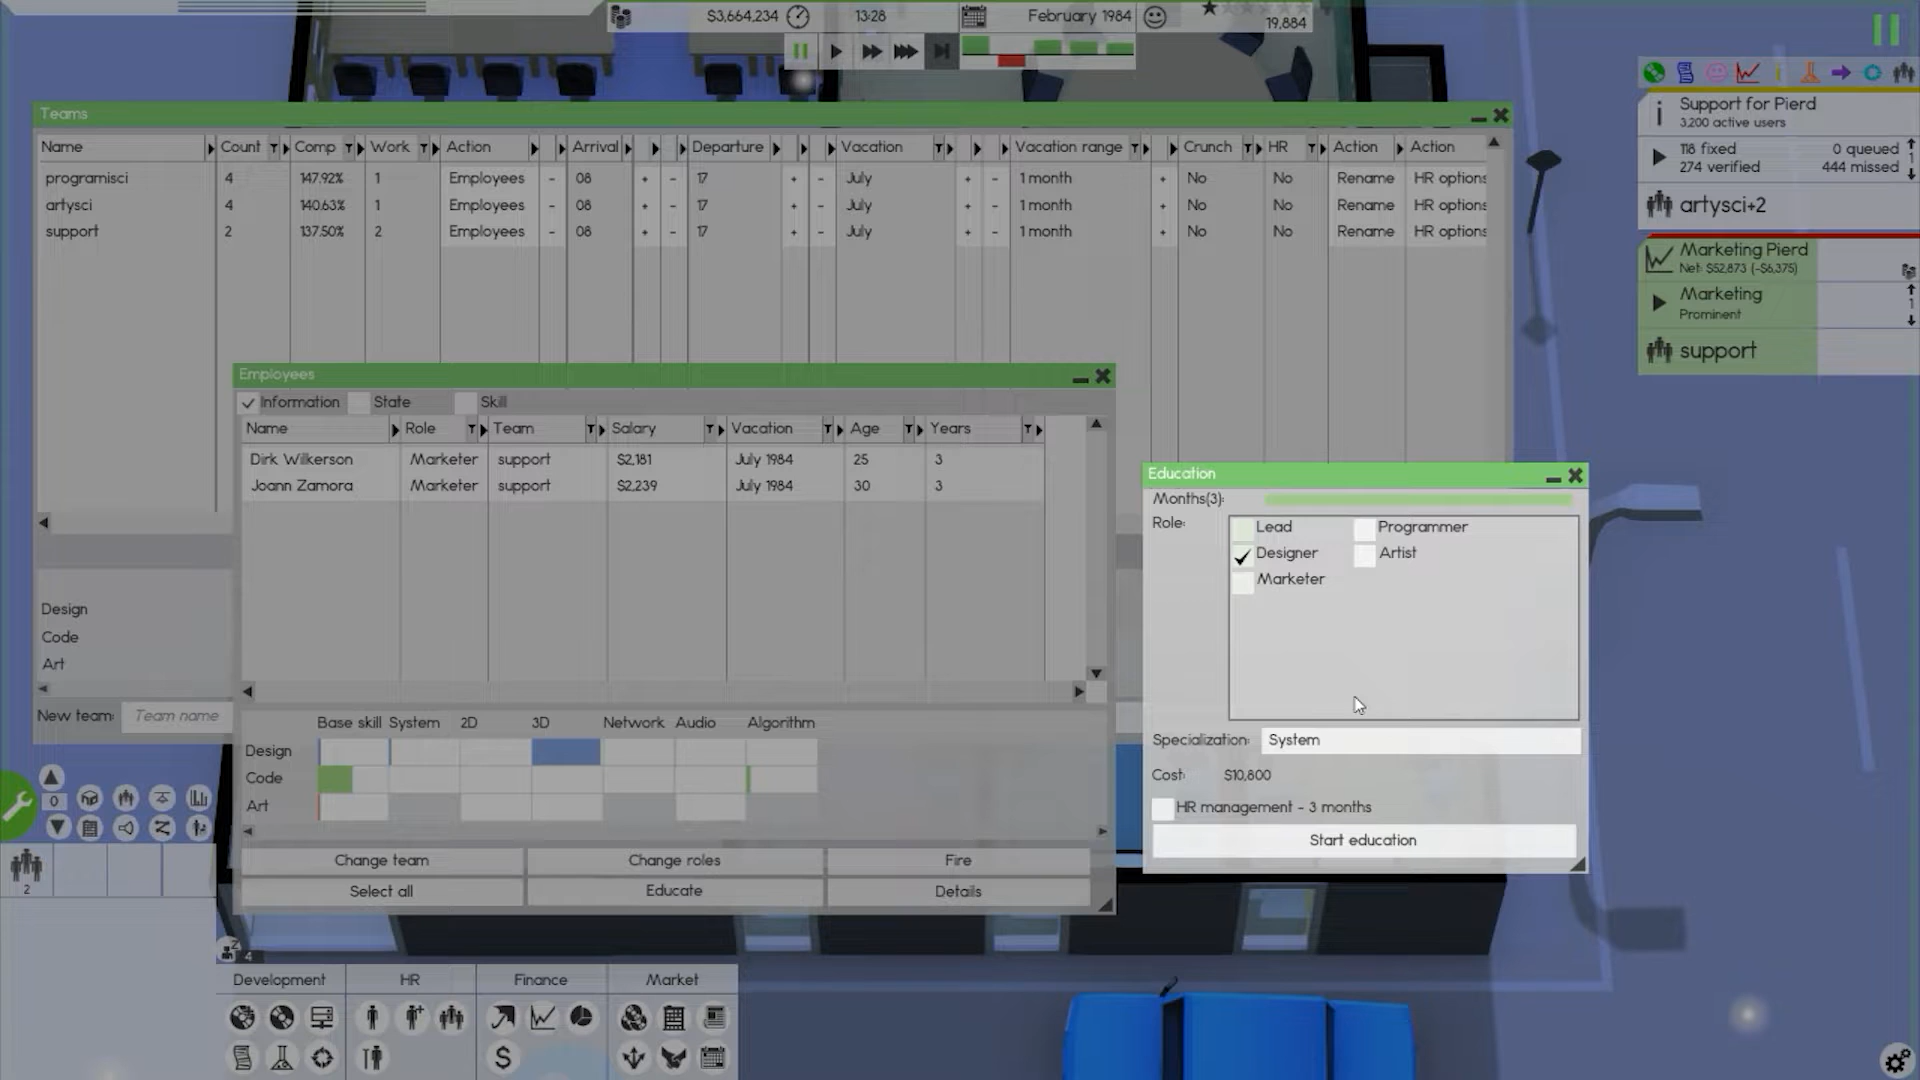 $3,664,234 13:28 February 1984 19,884
Teams
Name Count Comp Work Action Arrival Departure Vacation Vacation range Crunch HR Action Action
programisci 4 147.92% 1 Employees - 08 + - 17 + - July + - 1 month + No No Rename HR options
artysci 4 140.63% 1 Employees - 08 + - 17 + - July + - 1 month + No No Rename HR options
support 2 137.50% 2 Employees - 08 + - 17 + - July + - 1 month + No No Rename HR options
Design
Code
Art
New team: Team name
Employees
Information State Skill
Name Role Team Salary Vacation Age Years
Dirk Wilkerson Marketer support $2,181 July 1984 25 3
Joann Zamora Marketer support $2,239 July 1984 30 3
Base skill System 2D 3D Network Audio Algorithm
Design
Code
Art
Change team Change roles Fire
Select all Educate Details
Education
Months(3):
Role: Lead Programmer
Designer Artist
Marketer
Specialization: System
Cost: $10,800
HR management - 3 months
Start education
Support for Pierd
3,200 active users
118 fixed 0 queued
274 verified 444 missed
1
artysci+2
Marketing Pierd
Net: $52,873 (-$6,375)
Marketing
Prominent
1
support
0
2
4
Development HR Finance Market